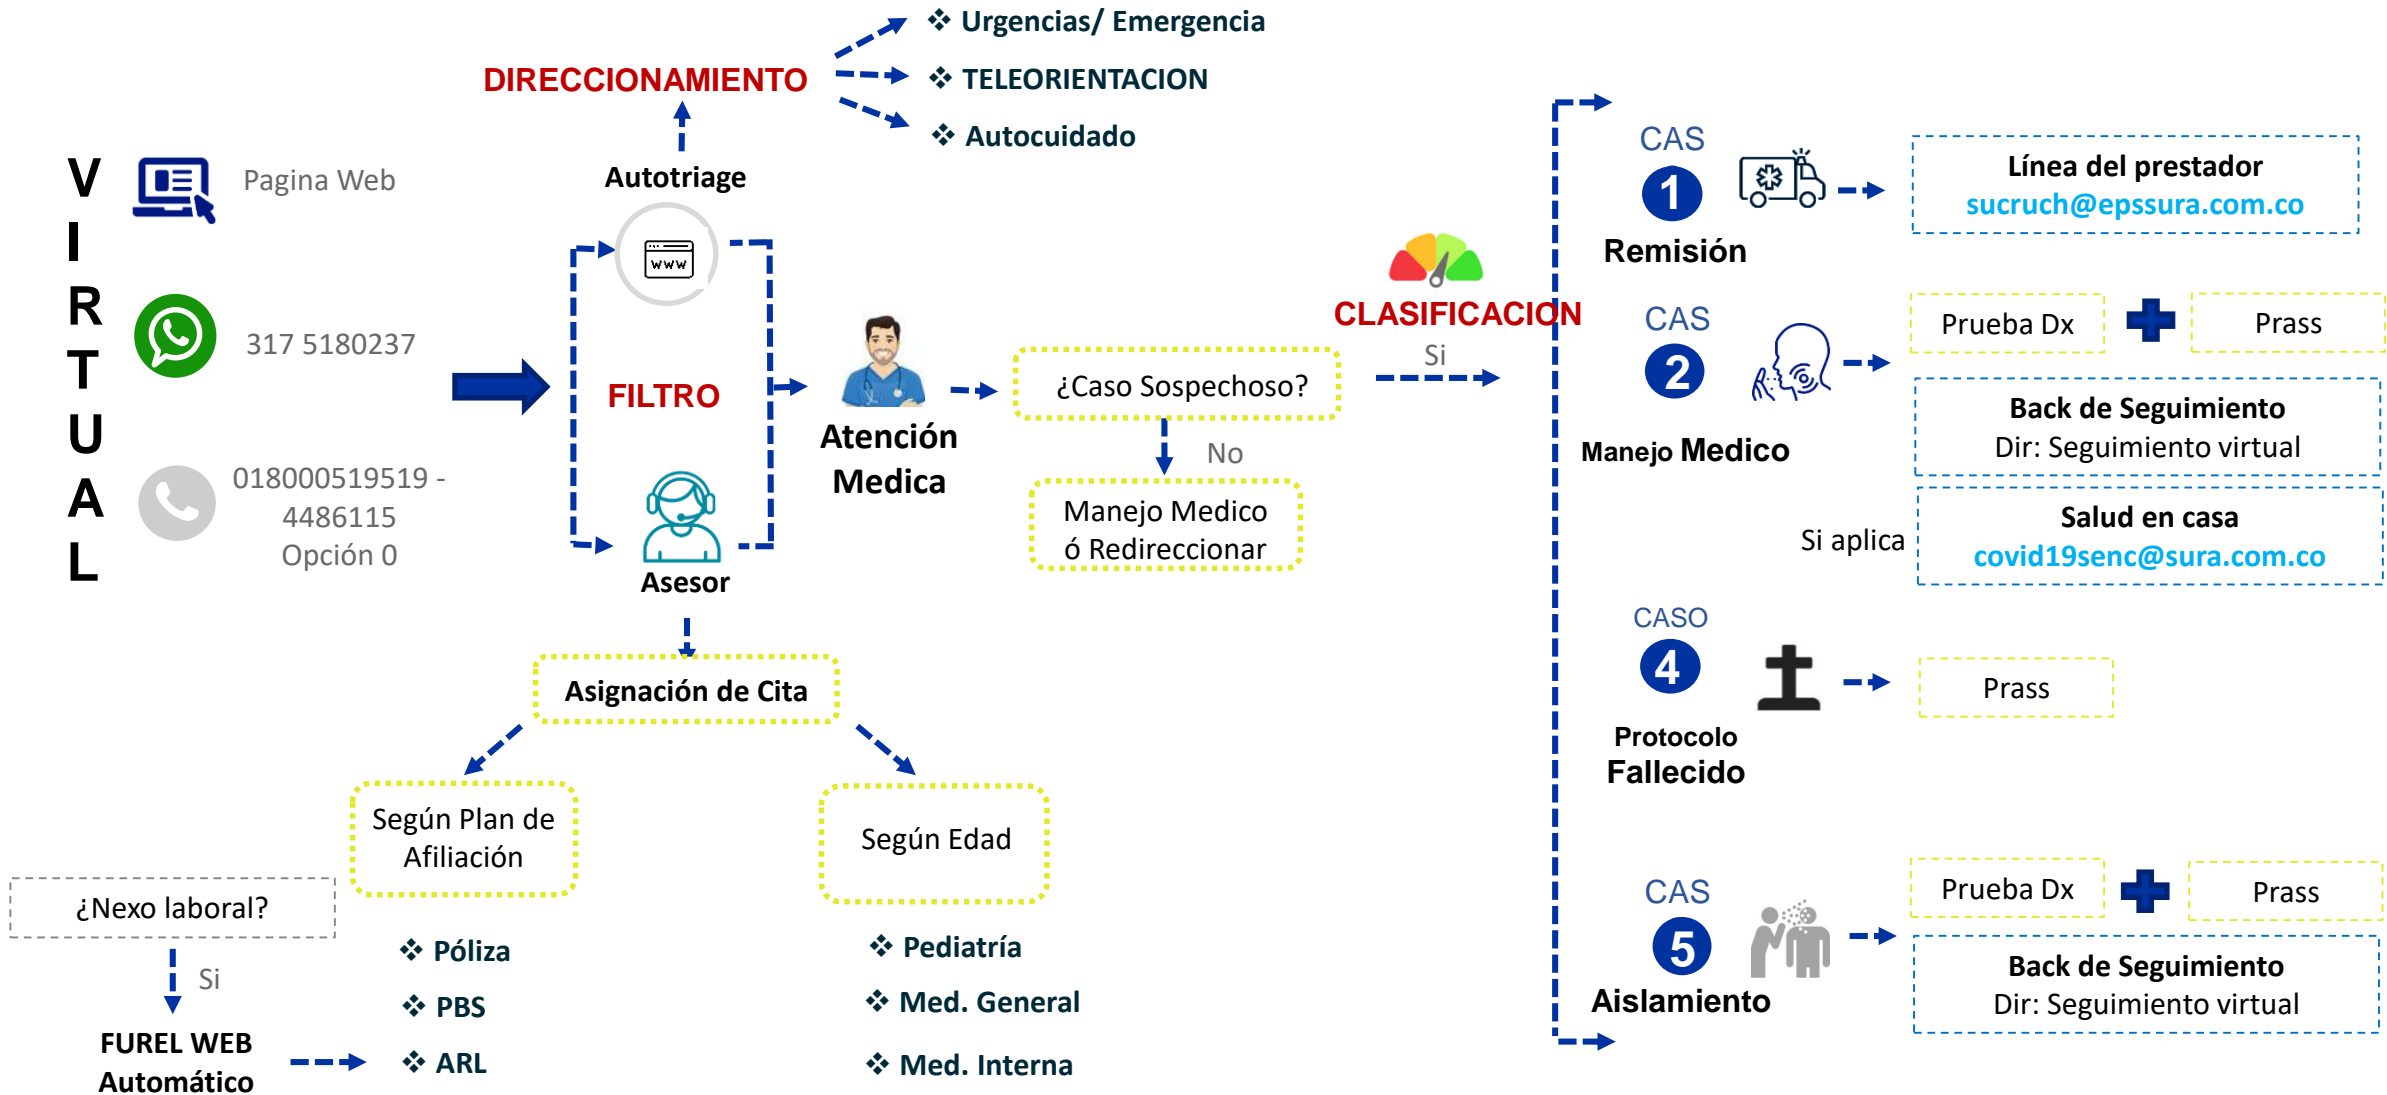 VIRTUAL
Pagina Web
317 5180237
018000519519 -
4486115
Opción 0
DIRECCIONAMIENTO
❖ Urgencias/ Emergencia
❖ TELEORIENTACION
❖ Autocuidado
Autotriage
www
FILTRO
Asesor
Atención
Medica
¿Caso Sospechoso?
No
Manejo Medico
ó Redireccionar
CLASIFICACION
Si
Asignación de Cita
Según Plan de
Afiliación
❖ Póliza
❖ PBS
❖ ARL
Según Edad
❖ Pediatría
❖ Med. General
❖ Med. Interna
¿Nexo laboral?
Si
FUREL WEB
Automático
CAS
1
Remisión
Línea del prestador
sucruch@epssura.com.co
CAS
2
Manejo Medico
Prueba Dx
Prass
Back de Seguimiento
Dir: Seguimiento virtual
Si aplica
Salud en casa
covid19senc@sura.com.co
CASO
4
Protocolo
Fallecido
Prass
CAS
5
Aislamiento
Prueba Dx
Prass
Back de Seguimiento
Dir: Seguimiento virtual